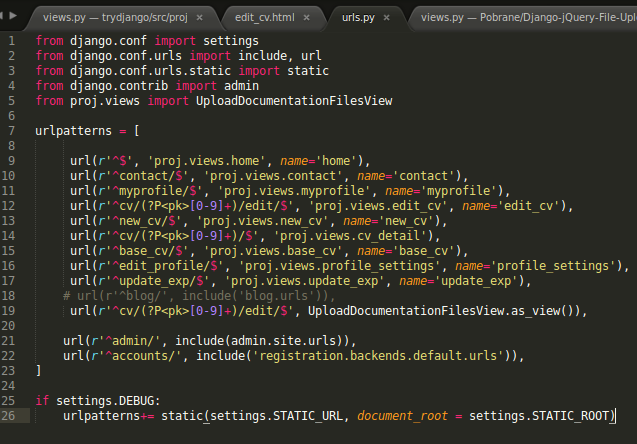 views.py — trydjango/src/proj × edit_cv.html × urls.py × views.py — Pobrane/Django-jQuery-File-Uplo
1 from django.conf import settings
2 from django.conf.urls import include, url
3 from django.conf.urls.static import static
4 from django.contrib import admin
5 from proj.views import UploadDocumentationFilesView
6
7 urlpatterns = [
8
9 url(r'^$', 'proj.views.home', name='home'),
10 url(r'^contact/$', 'proj.views.contact', name='contact'),
11 url(r'^myprofile/$', 'proj.views.myprofile', name='myprofile'),
12 url(r'^cv/(?P<pk>[0-9]+)/edit/$', 'proj.views.edit_cv', name='edit_cv'),
13 url(r'^new_cv/$', 'proj.views.new_cv', name='new_cv'),
14 url(r'^cv/(?P<pk>[0-9]+)/$', 'proj.views.cv_detail'),
15 url(r'^base_cv/$', 'proj.views.base_cv', name='base_cv'),
16 url(r'^edit_profile/$', 'proj.views.profile_settings', name='profile_settings'),
17 url(r'^update_exp/$', 'proj.views.update_exp', name='update_exp'),
18 # url(r'^blog/', include('blog.urls')),
19 url(r'^cv/(?P<pk>[0-9]+)/edit/$', UploadDocumentationFilesView.as_view()),
20
21 url(r'^admin/', include(admin.site.urls)),
22 url(r'^accounts/', include('registration.backends.default.urls')),
23 ]
24
25 if settings.DEBUG:
26 urlpatterns+= static(settings.STATIC_URL, document_root = settings.STATIC_ROOT)